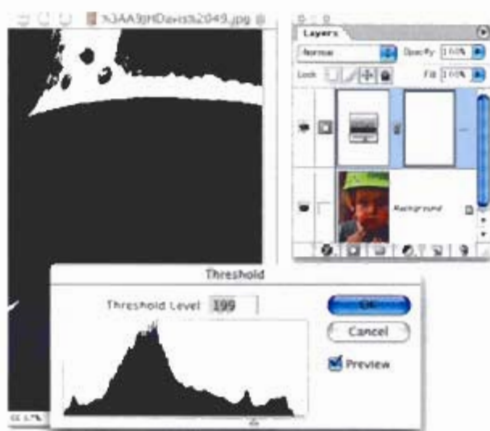 Layers
Normal
Opacity: 100%
Lock:
Fill: 100%
Background
Threshold
Threshold Level: 199
OK
Cancel
Preview